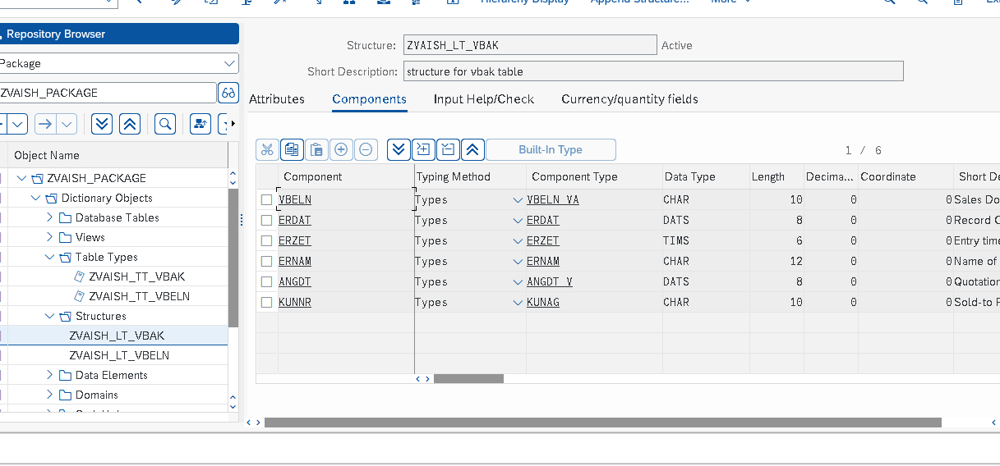 Hierarchy Display Append Structure... More
Repository Browser
Package
ZVAISH_PACKAGE
Object Name
ZVAISH_PACKAGE
Dictionary Objects
Database Tables
Views
Table Types
ZVAISH_TT_VBAK
ZVAISH_TT_VBELN
Structures
ZVAISH_LT_VBAK
ZVAISH_LT_VBELN
Data Elements
Domains
Structure: ZVAISH_LT_VBAK Active
Short Description: structure for vbak table
Attributes Components Input Help/Check Currency/quantity fields
Built-In Type 1 / 6
Component Typing Method Component Type Data Type Length Decima... Coordinate Short De
VBELN Types VBELN_VA CHAR 10 0 0 Sales Do
ERDAT Types ERDAT DATS 8 0 0 Record C
ERZET Types ERZET TIMS 6 0 0 Entry time
ERNAM Types ERNAM CHAR 12 0 0 Name of
ANGDT Types ANGDT_V DATS 8 0 0 Quotation
KUNNR Types KUNAG CHAR 10 0 0 Sold-to P